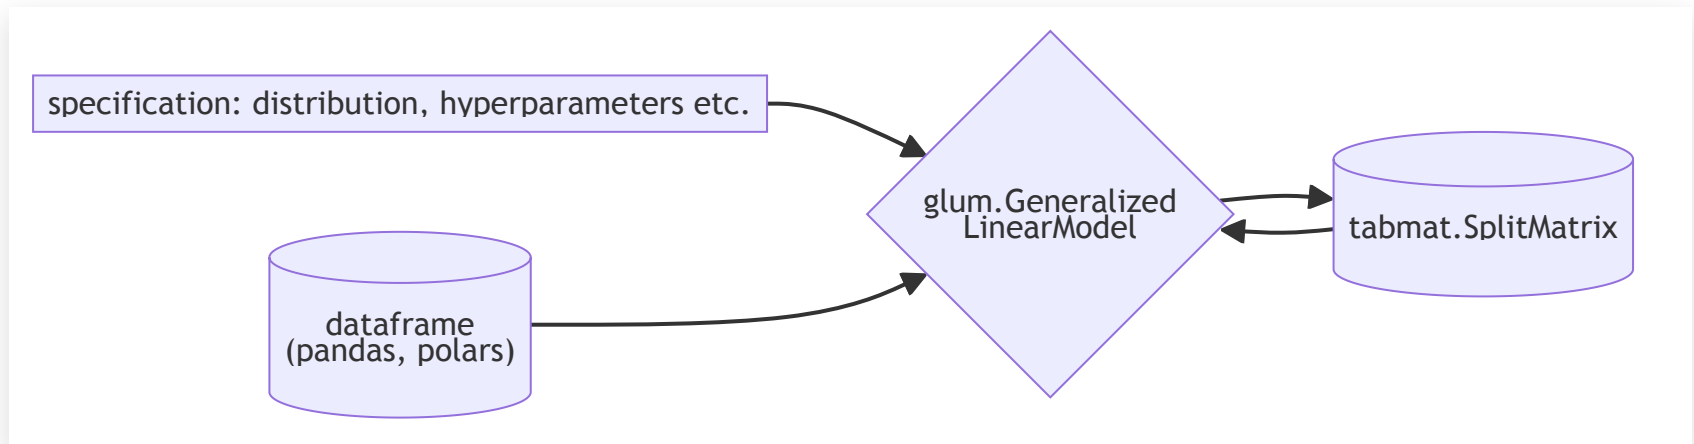 specification: distribution, hyperparameters etc.
glum.Generalized
LinearModel
tabmat.SplitMatrix
dataframe
(pandas, polars)